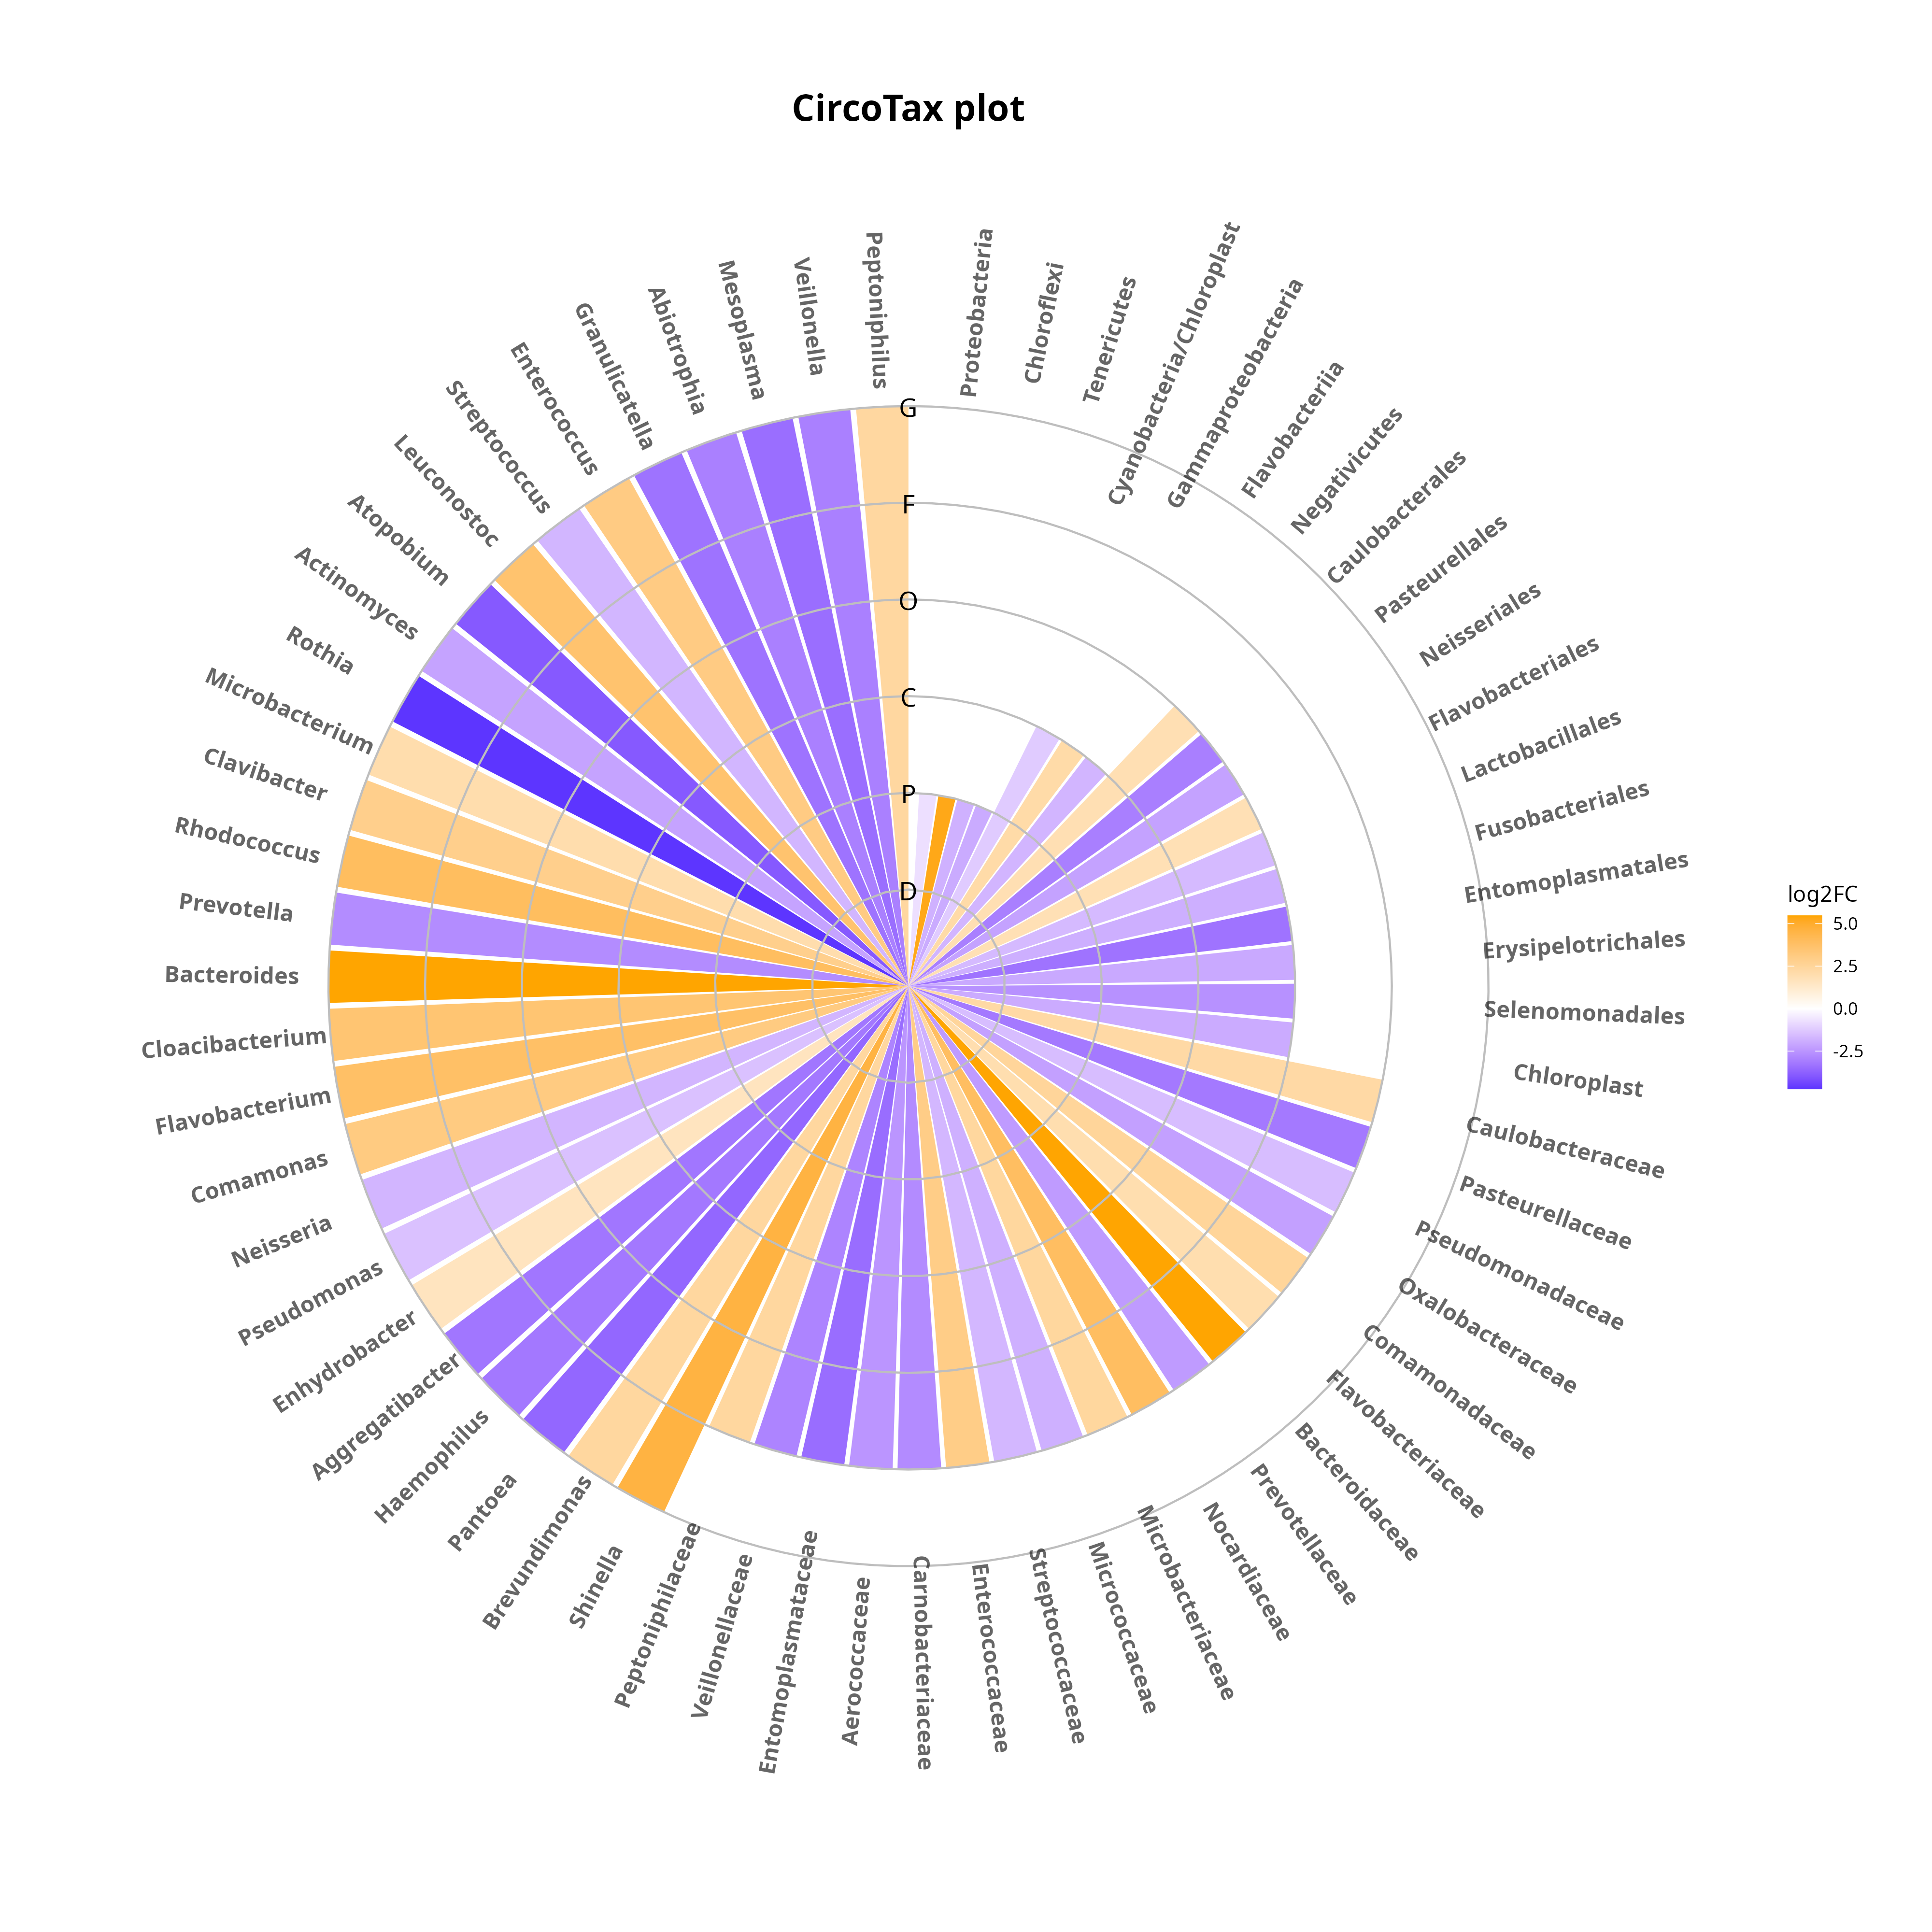 CircoTax plot
G
F
O
C
P
D
Proteobacteria
Chloroflexi
Tenericutes
Cyanobacteria/Chloroplast
Gammaproteobacteria
Flavobacteriia
Negativicutes
Caulobacterales
Pasteurellales
Neisseriales
Flavobacteriales
Lactobacillales
Fusobacteriales
Entomoplasmatales
Erysipelotrichales
Selenomonadales
Chloroplast
Caulobacteraceae
Pasteurellaceae
Pseudomonadaceae
Oxalobacteraceae
Comamonadaceae
Flavobacteriaceae
Bacteroidaceae
Prevotellaceae
Nocardiaceae
Microbacteriaceae
Micrococcaceae
Streptococcaceae
Enterococcaceae
Carnobacteriaceae
Aerococcaceae
Entomoplasmataceae
Veillonellaceae
Peptoniphilaceae
Shinella
Brevundimonas
Pantoea
Haemophilus
Aggregatibacter
Enhydrobacter
Pseudomonas
Neisseria
Comamonas
Flavobacterium
Cloacibacterium
Bacteroides
Prevotella
Rhodococcus
Clavibacter
Microbacterium
Rothia
Actinomyces
Atopobium
Leuconostoc
Streptococcus
Enterococcus
Granulicatella
Abiotrophia
Mesoplasma
Veillonella
Peptoniphilus
log2FC
5.0
2.5
0.0
-2.5